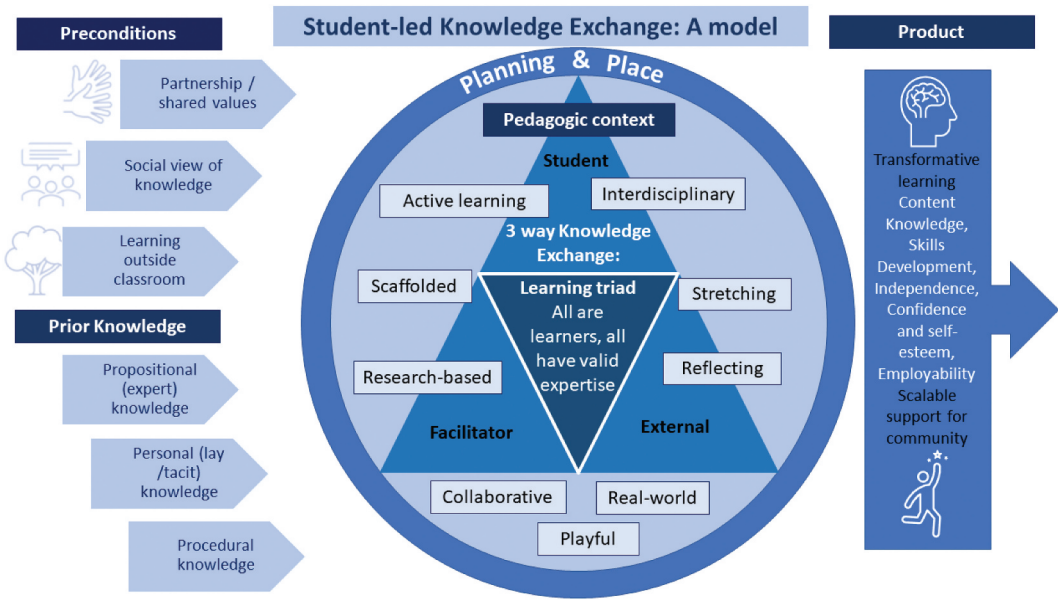 Student-led Knowledge Exchange: A model
Preconditions
Partnership /
shared values
Social view of
knowledge
Learning
outside
classroom
Prior Knowledge
Propositional
(expert)
knowledge
Personal (lay
/tacit)
knowledge
Procedural
knowledge
Planning & Place
Pedagogic context
Student
Active learning
Interdisciplinary
3 way Knowledge
Exchange:
Scaffolded
Learning triad
All are
learners, all
have valid
expertise
Stretching
Research-based
Reflecting
Facilitator
External
Collaborative
Real-world
Playful
Product
Transformative
learning
Content
Knowledge,
Skills
Development,
Independence,
Confidence
and self-
esteem,
Employability
Scalable
support for
community